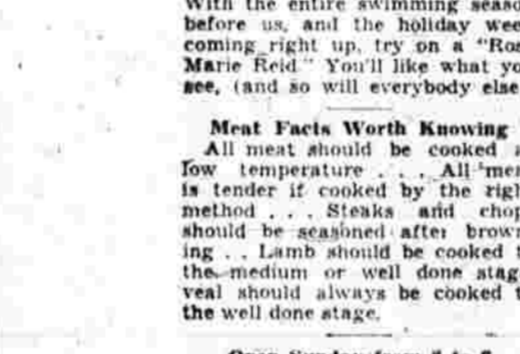 With the entire swimming seaso
before us, and the holiday wee
coming right up, try on a "Ros
Marie Reid" You'll like what yo
see, (and so will everybody else
Meat Facts Worth Knowing
All meat should be cooked a
low temperature . . . All mea
is tender if cooked by the righ
method . . . Steaks and chop
should be seasoned after brown
ing . . Lamb should be cooked t
the medium or well done stag
veal should always be cooked t
the well done stage.